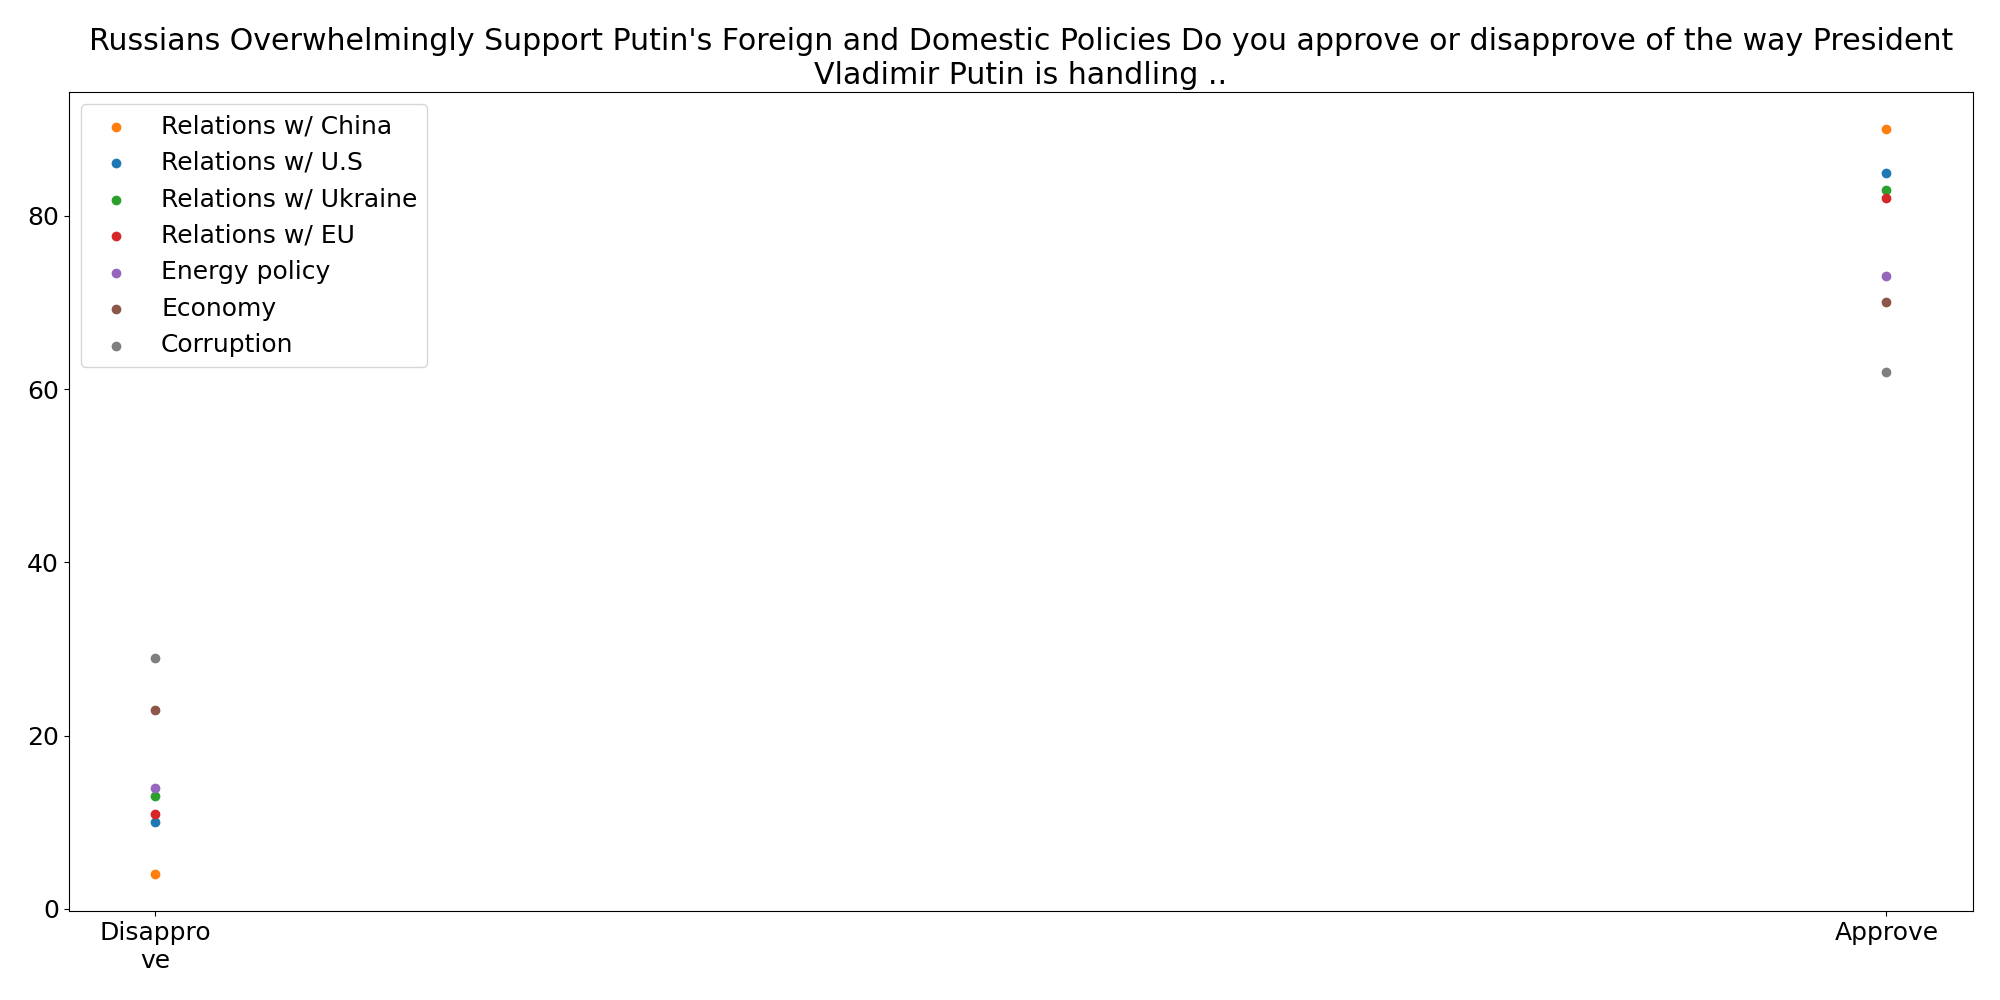 Russians Overwhelmingly Support Putin's Foreign and Domestic Policies Do you approve or disapprove of the way President
Vladimir Putin is handling ..
Relations w/ China
Relations w/ U.S
Relations w/ Ukraine
Relations w/ EU
Energy policy
Economy
Corruption
80
60
40
20
0
Disappro
ve
Approve